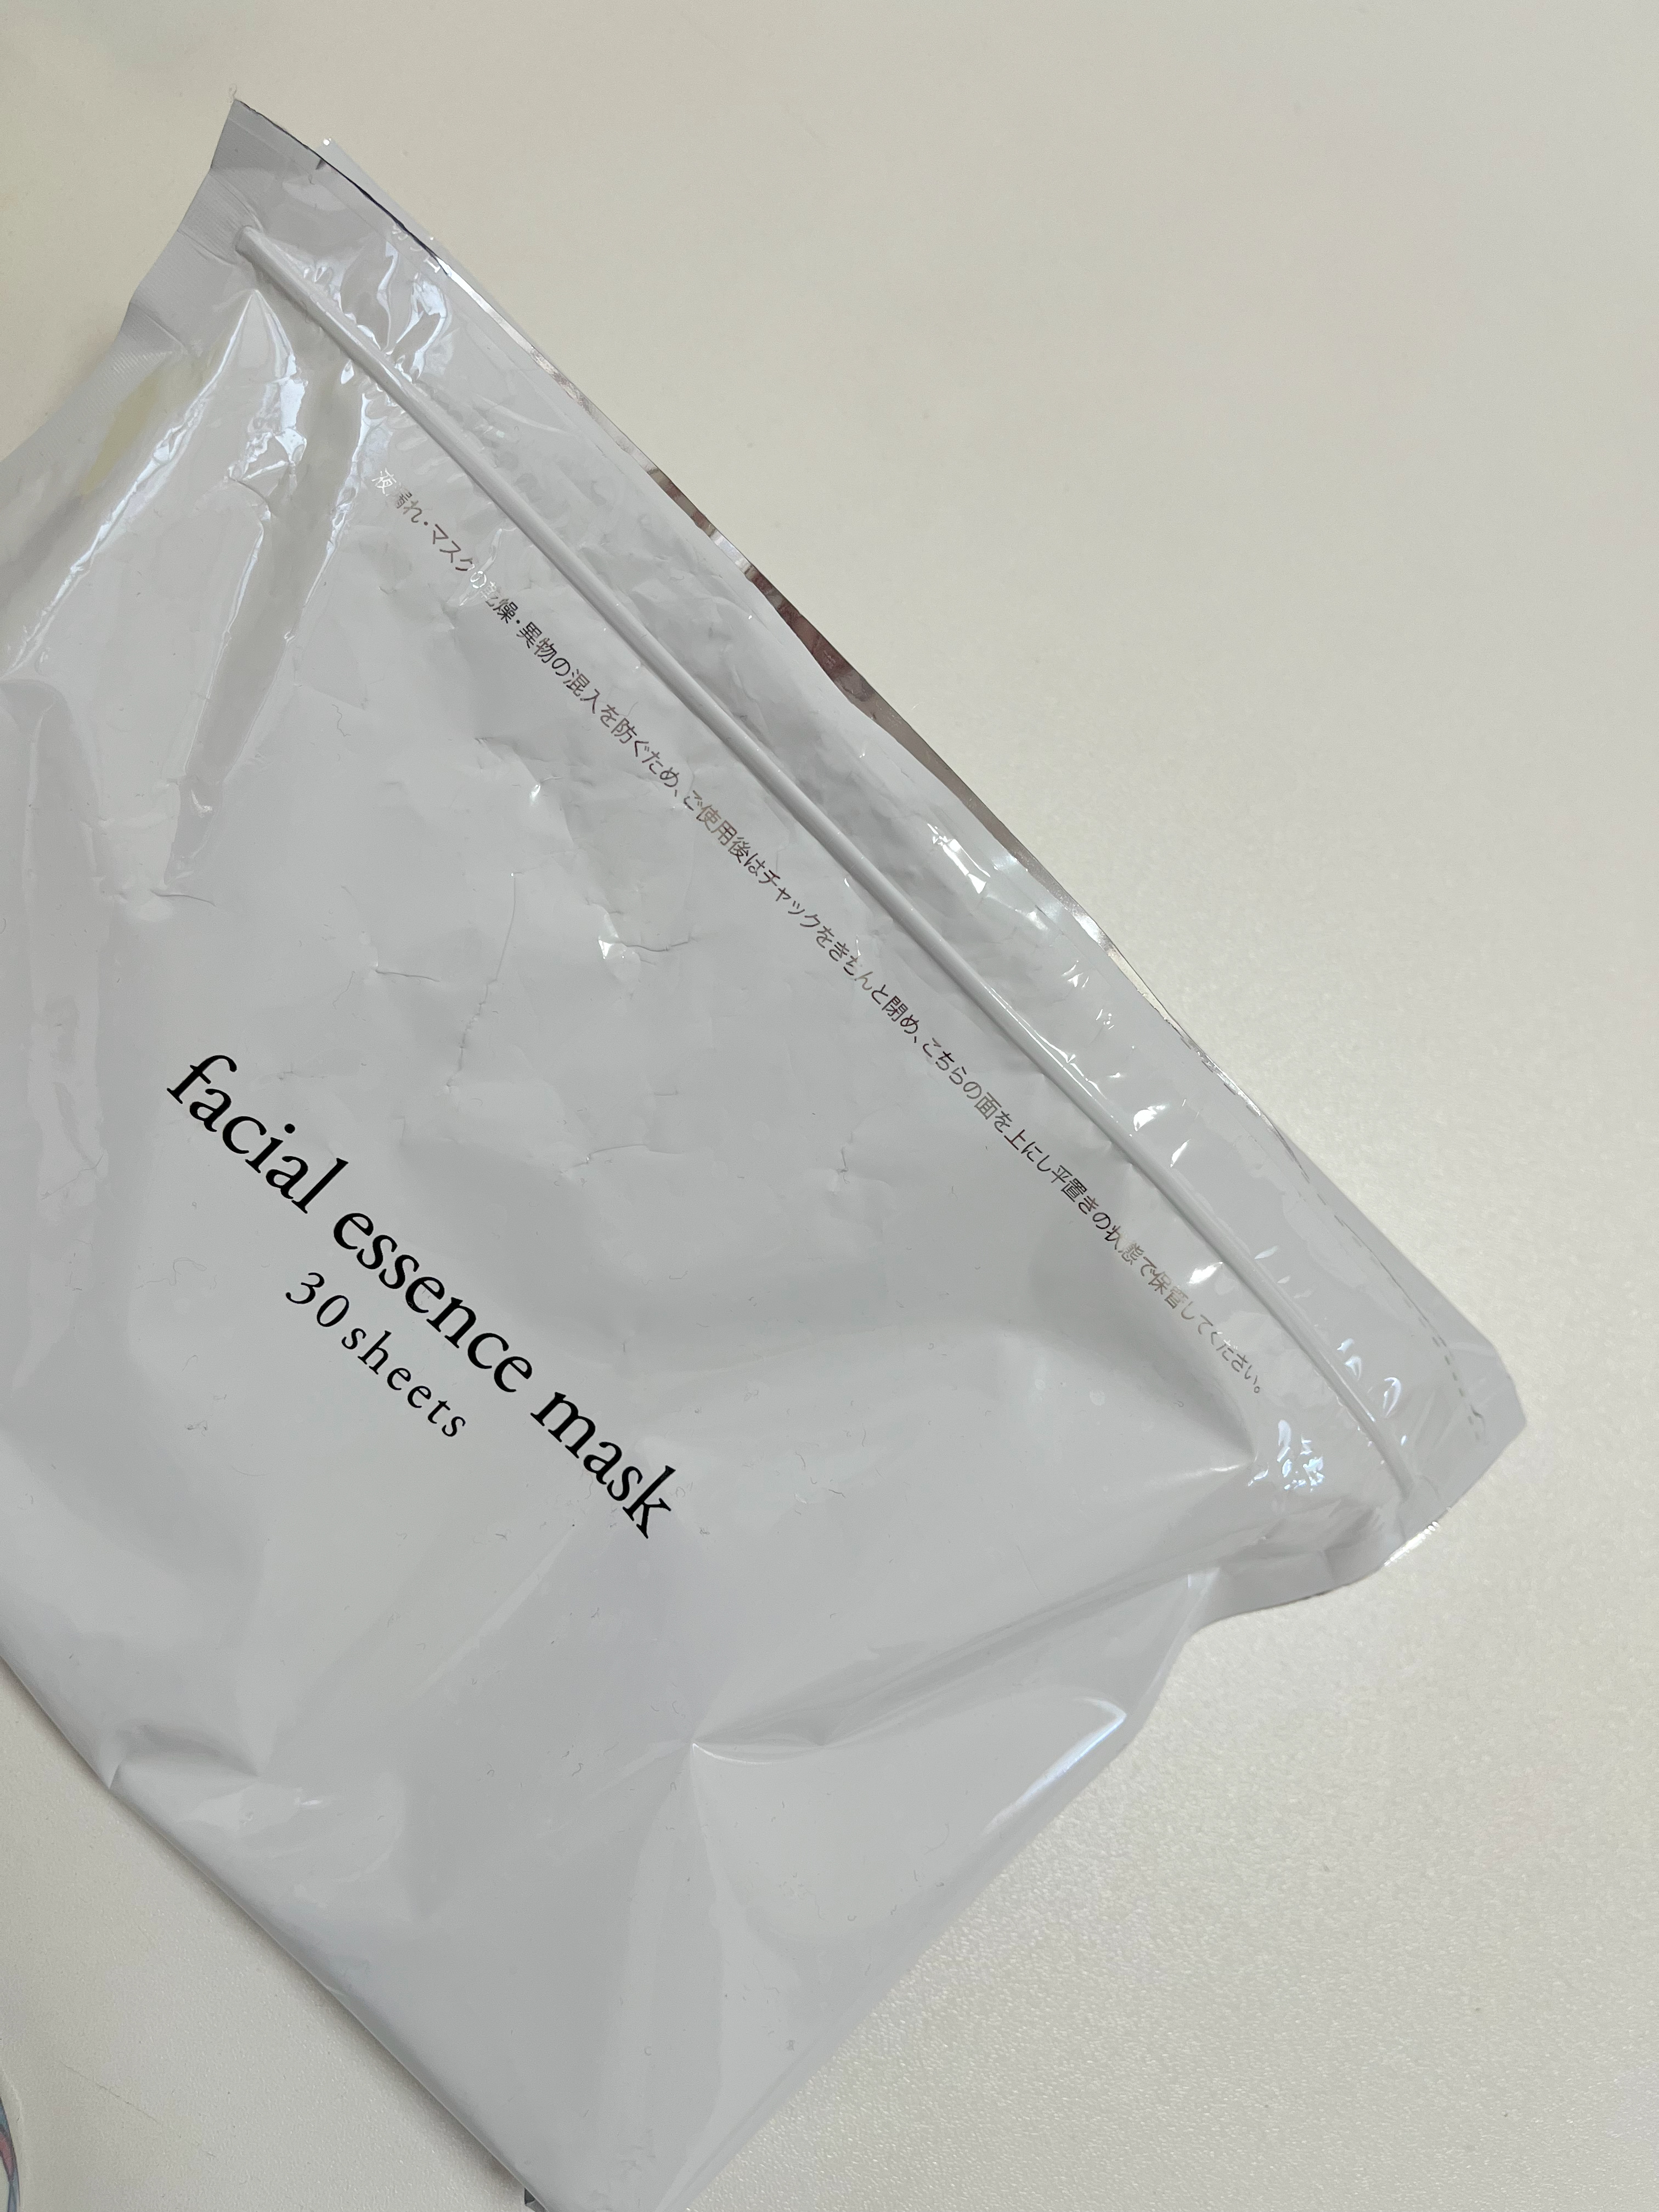 液漏れ・マスクの乾燥・異物の混入を防ぐため、ご使用後はチャックをきちんと閉め、こちらの面を上にし平置きの状態で保管してください。
facial essence mask
30 sheets